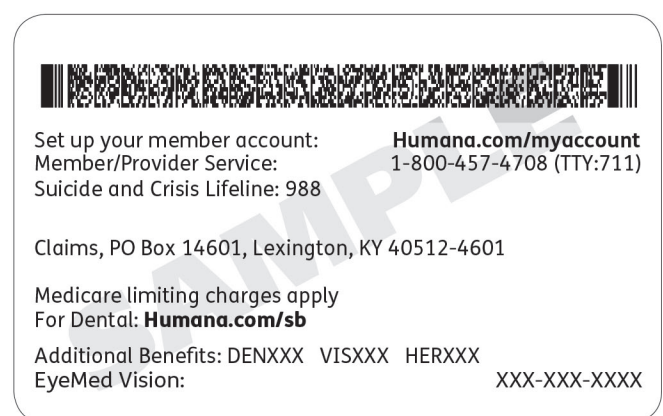 Set up your member account: Humana.com/myaccount
Member/Provider Service: 1-800-457-4708 (TTY:711)
Suicide and Crisis Lifeline: 988
Claims, PO Box 14601, Lexington, KY 40512-4601
Medicare limiting charges apply
For Dental: Humana.com/sb
Additional Benefits: DENXXX VISXXX HERXXX
EyeMed Vision: XXX-XXX-XXXX
SAMPLE